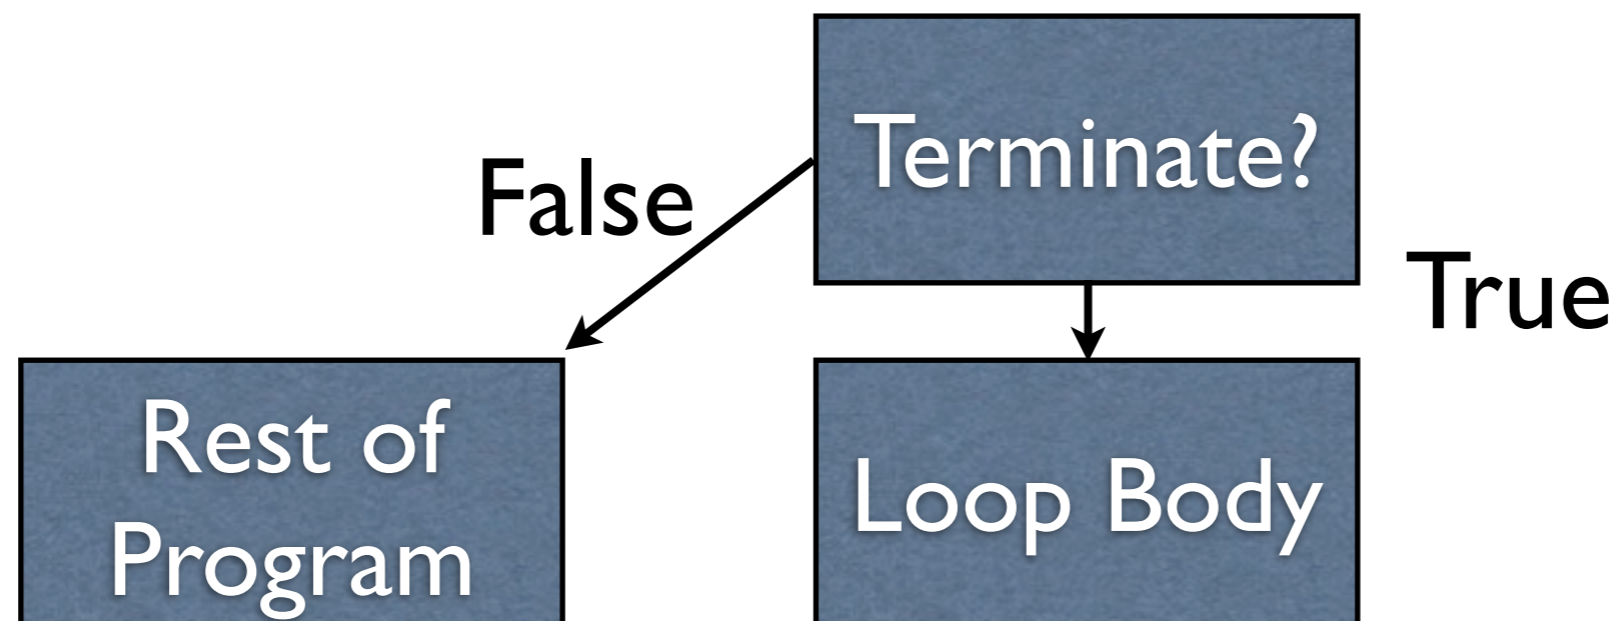 Terminate?
False
True
Rest of
Program
Loop Body